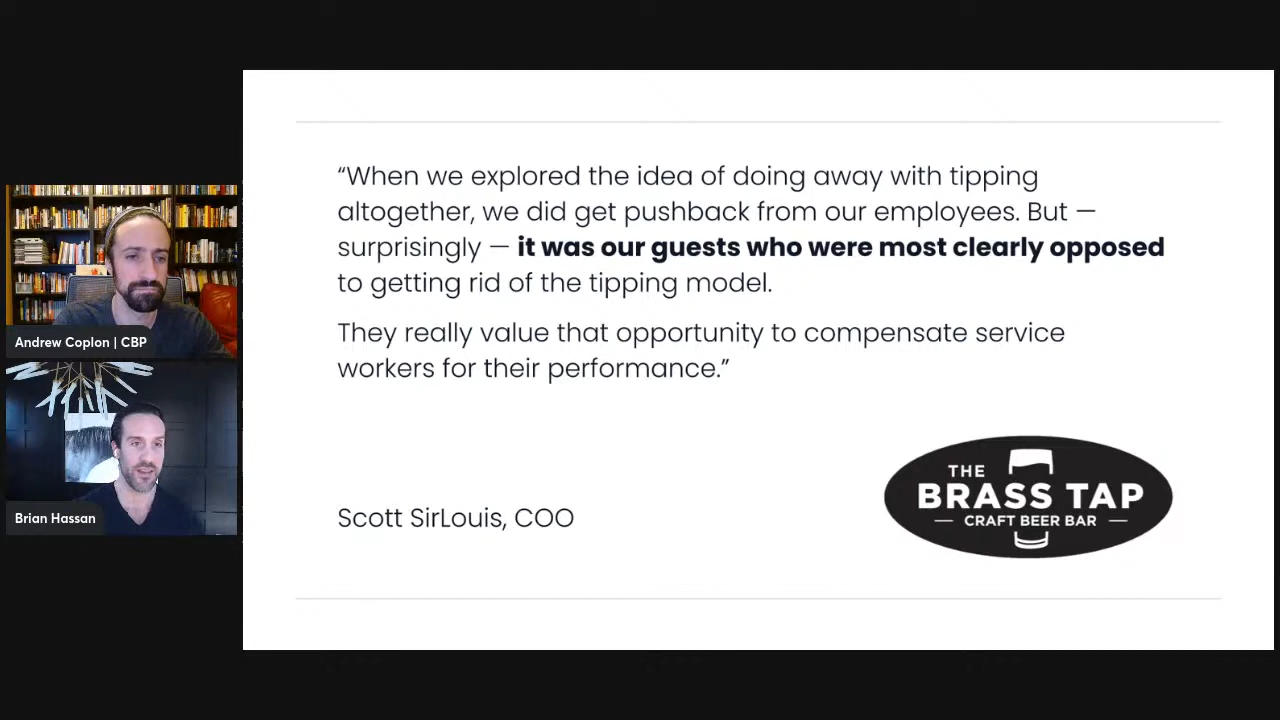 Andrew Coplon | CBP
Brian Hassan
“When we explored the idea of doing away with tipping
altogether, we did get pushback from our employees. But —
surprisingly — it was our guests who were most clearly opposed
to getting rid of the tipping model.
They really value that opportunity to compensate service
workers for their performance.”
Scott SirLouis, COO
THE
BRASS TAP
CRAFT BEER BAR